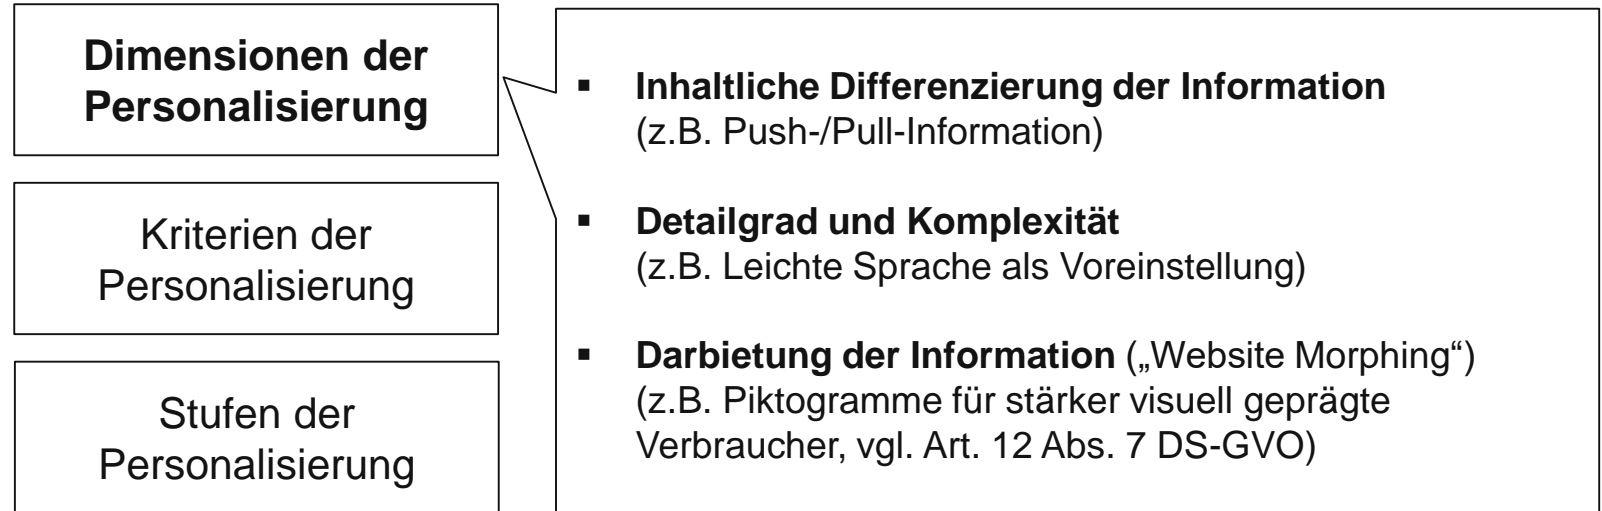 Dimensionen der
Personalisierung
Kriterien der
Personalisierung
Stufen der
Personalisierung
▪ Inhaltliche Differenzierung der Information
(z.B. Push-/Pull-Information)
▪ Detailgrad und Komplexität
(z.B. Leichte Sprache als Voreinstellung)
▪ Darbietung der Information („Website Morphing“)
(z.B. Piktogramme für stärker visuell geprägte
Verbraucher, vgl. Art. 12 Abs. 7 DS-GVO)